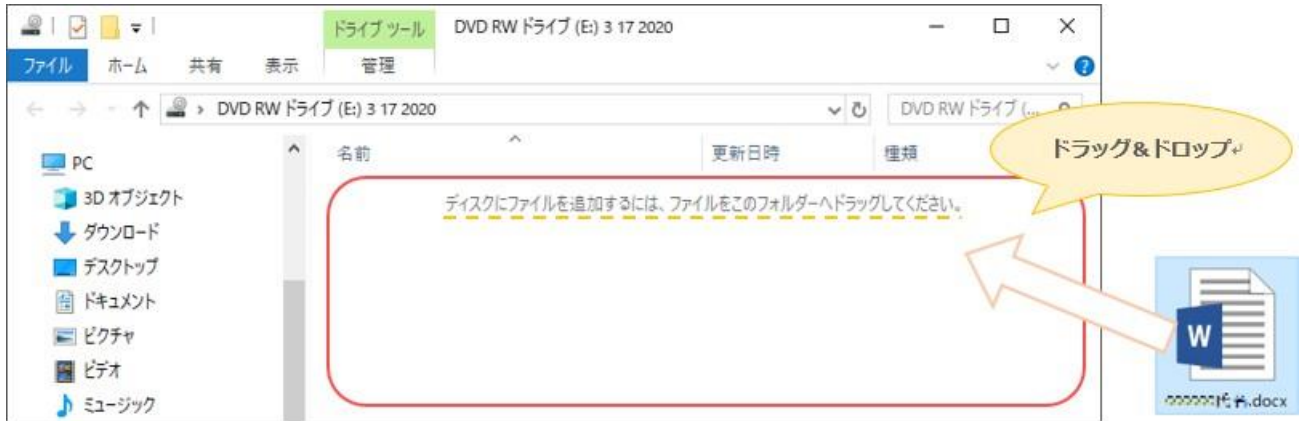 ドライブ ツール DVD RW ドライブ (E:) 3 17 2020
ファイル ホーム 共有 表示 管理
DVD RW ドライブ (E:) 3 17 2020 DVD RW ドライブ (...
名前 更新日時 種類
ドラッグ&ドロップ
PC
3D オブジェクト
ダウンロード
デスクトップ
ドキュメント
ピクチャ
ビデオ
ミュージック
ディスクにファイルを追加するには、ファイルをこのフォルダーへドラッグしてください。
W
.docx